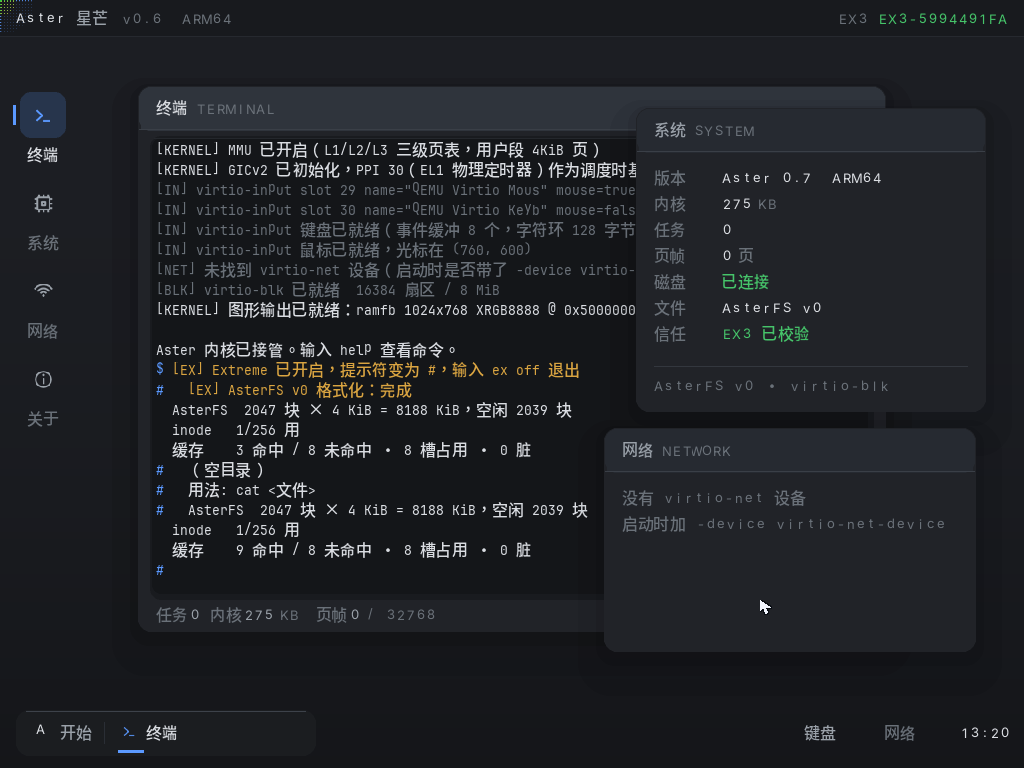 Aster 星芒 v0.6 ARM64
EX3 EX3-5994491FA
终端
系统
网络
关于
终端 TERMINAL
[KERNEL] MMU 已开启(L1/L2/L3 三级页表，用户段 4KiB 页)
[KERNEL] GICv2 已初始化，PPI 30(EL1 物理定时器)作为调度时基
[IN] virtio-input slot 29 name="QEMU Virtio Mous" mouse=true
[IN] virtio-input slot 30 name="QEMU Virtio Keyb" mouse=fals
[IN] virtio-input 键盘已就绪(事件缓冲 8 个，字符环 128 字节
[IN] virtio-input 鼠标已就绪，光标在 (760, 600)
[NET] 未找到 virtio-net 设备(启动时是否带了 -device virtio-
[BLK] virtio-blk 已就绪 16384 扇区 / 8 MiB
[KERNEL] 图形输出已就绪：ramfb 1024x768 XRGB8888 @ 0x5000000
Aster 内核已接管。输入 help 查看命令。
$ [EX] Extreme 已开启，提示符变为 #，输入 ex off 退出
# [EX] AsterFS v0 格式化：完成
AsterFS 2047 块 × 4 KiB = 8188 KiB，空闲 2039 块
inode 1/256 用
缓存 3 命中 / 8 未命中 · 8 槽占用 · 0 脏
# (空目录)
# 用法: cat <文件>
# AsterFS 2047 块 × 4 KiB = 8188 KiB，空闲 2039 块
inode 1/256 用
缓存 9 命中 / 8 未命中 · 8 槽占用 · 0 脏
#
任务 0 内核 275 KB 页帧 0 / 32768
系统 SYSTEM
版本 Aster 0.7 ARM64
内核 275 KB
任务 0
页帧 0 页
磁盘 已连接
文件 AsterFS v0
信任 EX3 已校验
AsterFS v0 • virtio-blk
网络 NETWORK
没有 virtio-net 设备
启动时加 -device virtio-net-device
A 开始 终端
键盘 网络 13:20